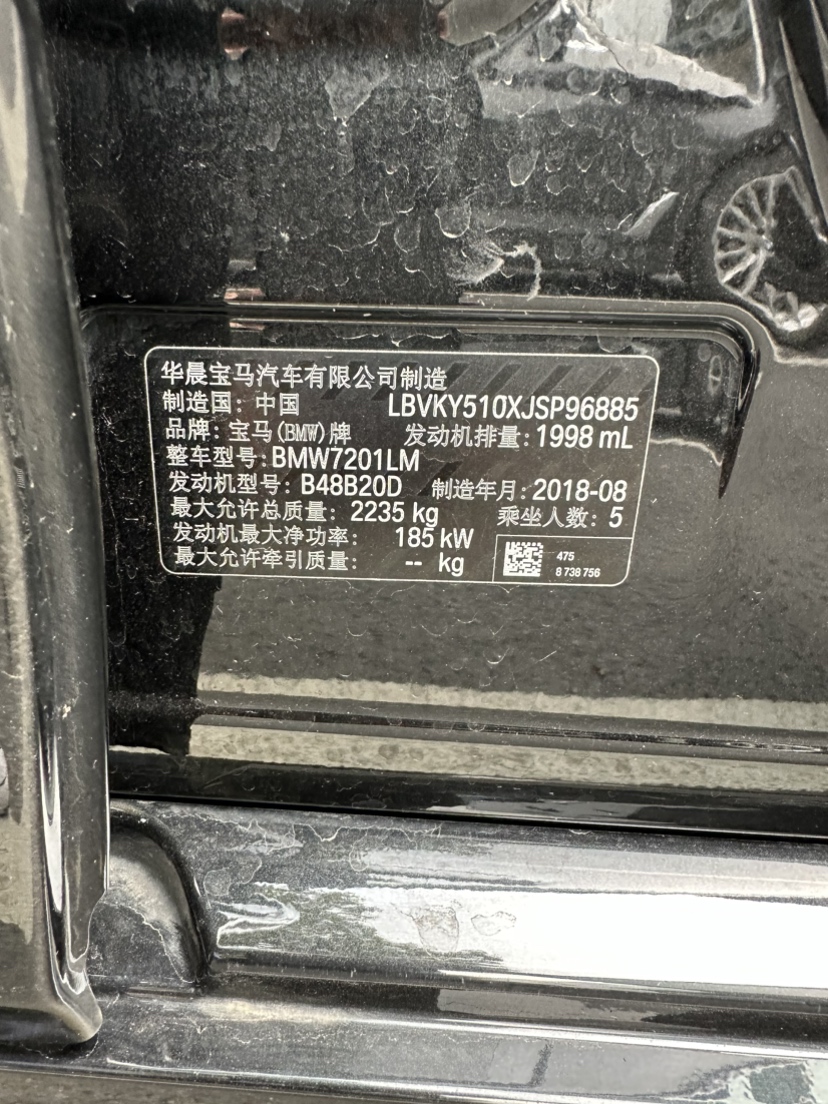 华晨宝马汽车有限公司制造
制造国：中国 LBVKY510XJSP96885
品牌：宝马(BMW)牌 发动机排量：1998 mL
整车型号：BMW7201LM
发动机型号：B48B20D 制造年月：2018-08
最大允许总质量：2235 kg 乘坐人数：5
发动机最大净功率：185 kW
最大允许牵引质量：-- kg
475
8 738 756